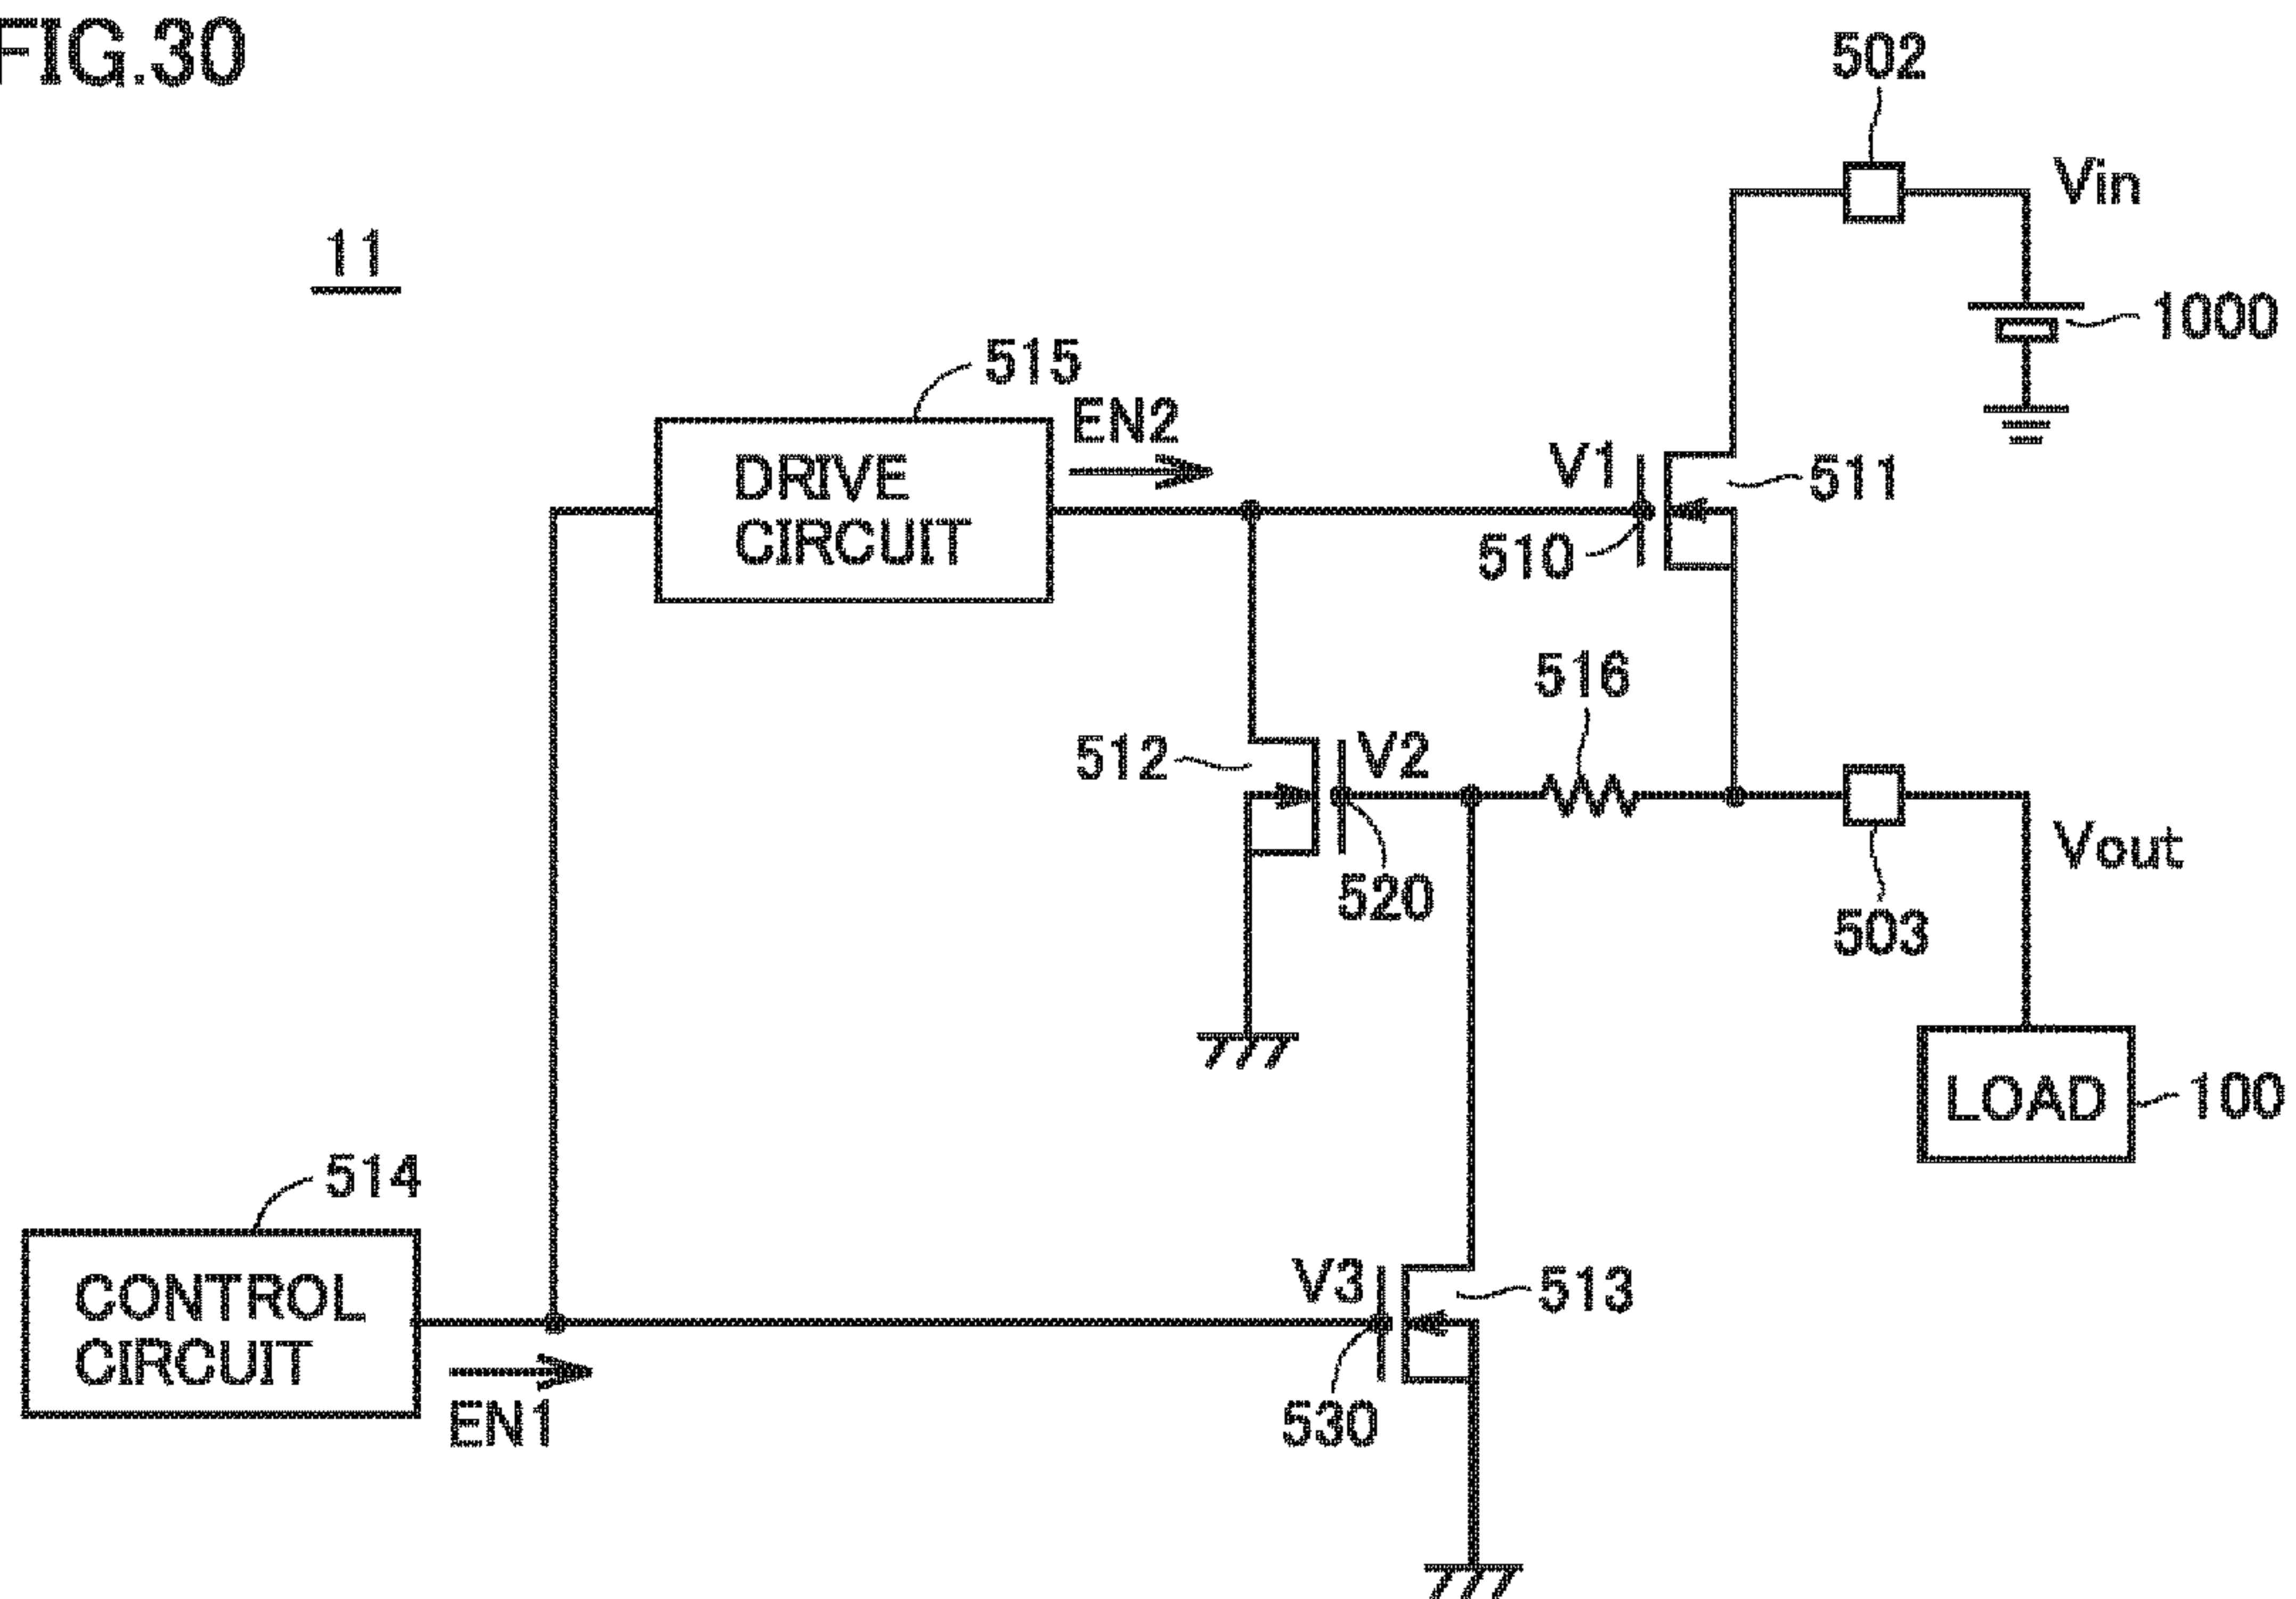 FIG.30
502
Vin
11
1000
515
EN2
DRIVE
CIRCUIT
V1
511
510
516
512
V2
520
503
Vout
LOAD
100
514
CONTROL
CIRCUIT
EN1
V3
513
530